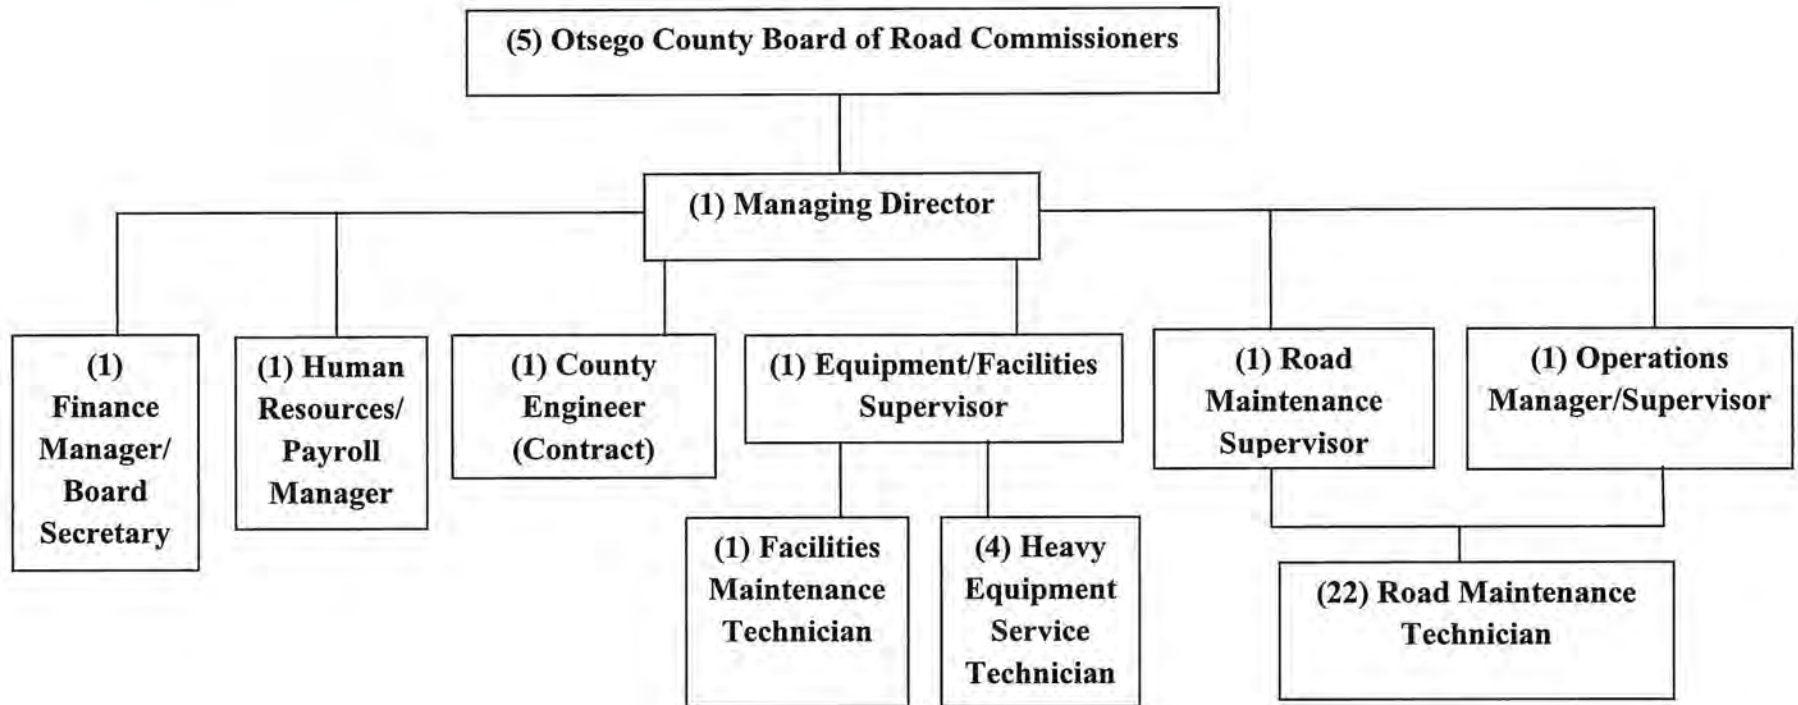 (5) Otsego County Board of Road Commissioners
(1) Managing Director
(1)
Finance
Manager/
Board
Secretary
(1) Human
Resources/
Payroll
Manager
(1) County
Engineer
(Contract)
(1) Equipment/Facilities
Supervisor
(1) Road
Maintenance
Supervisor
(1) Operations
Manager/Supervisor
(1) Facilities
Maintenance
Technician
(4) Heavy
Equipment
Service
Technician
(22) Road Maintenance
Technician